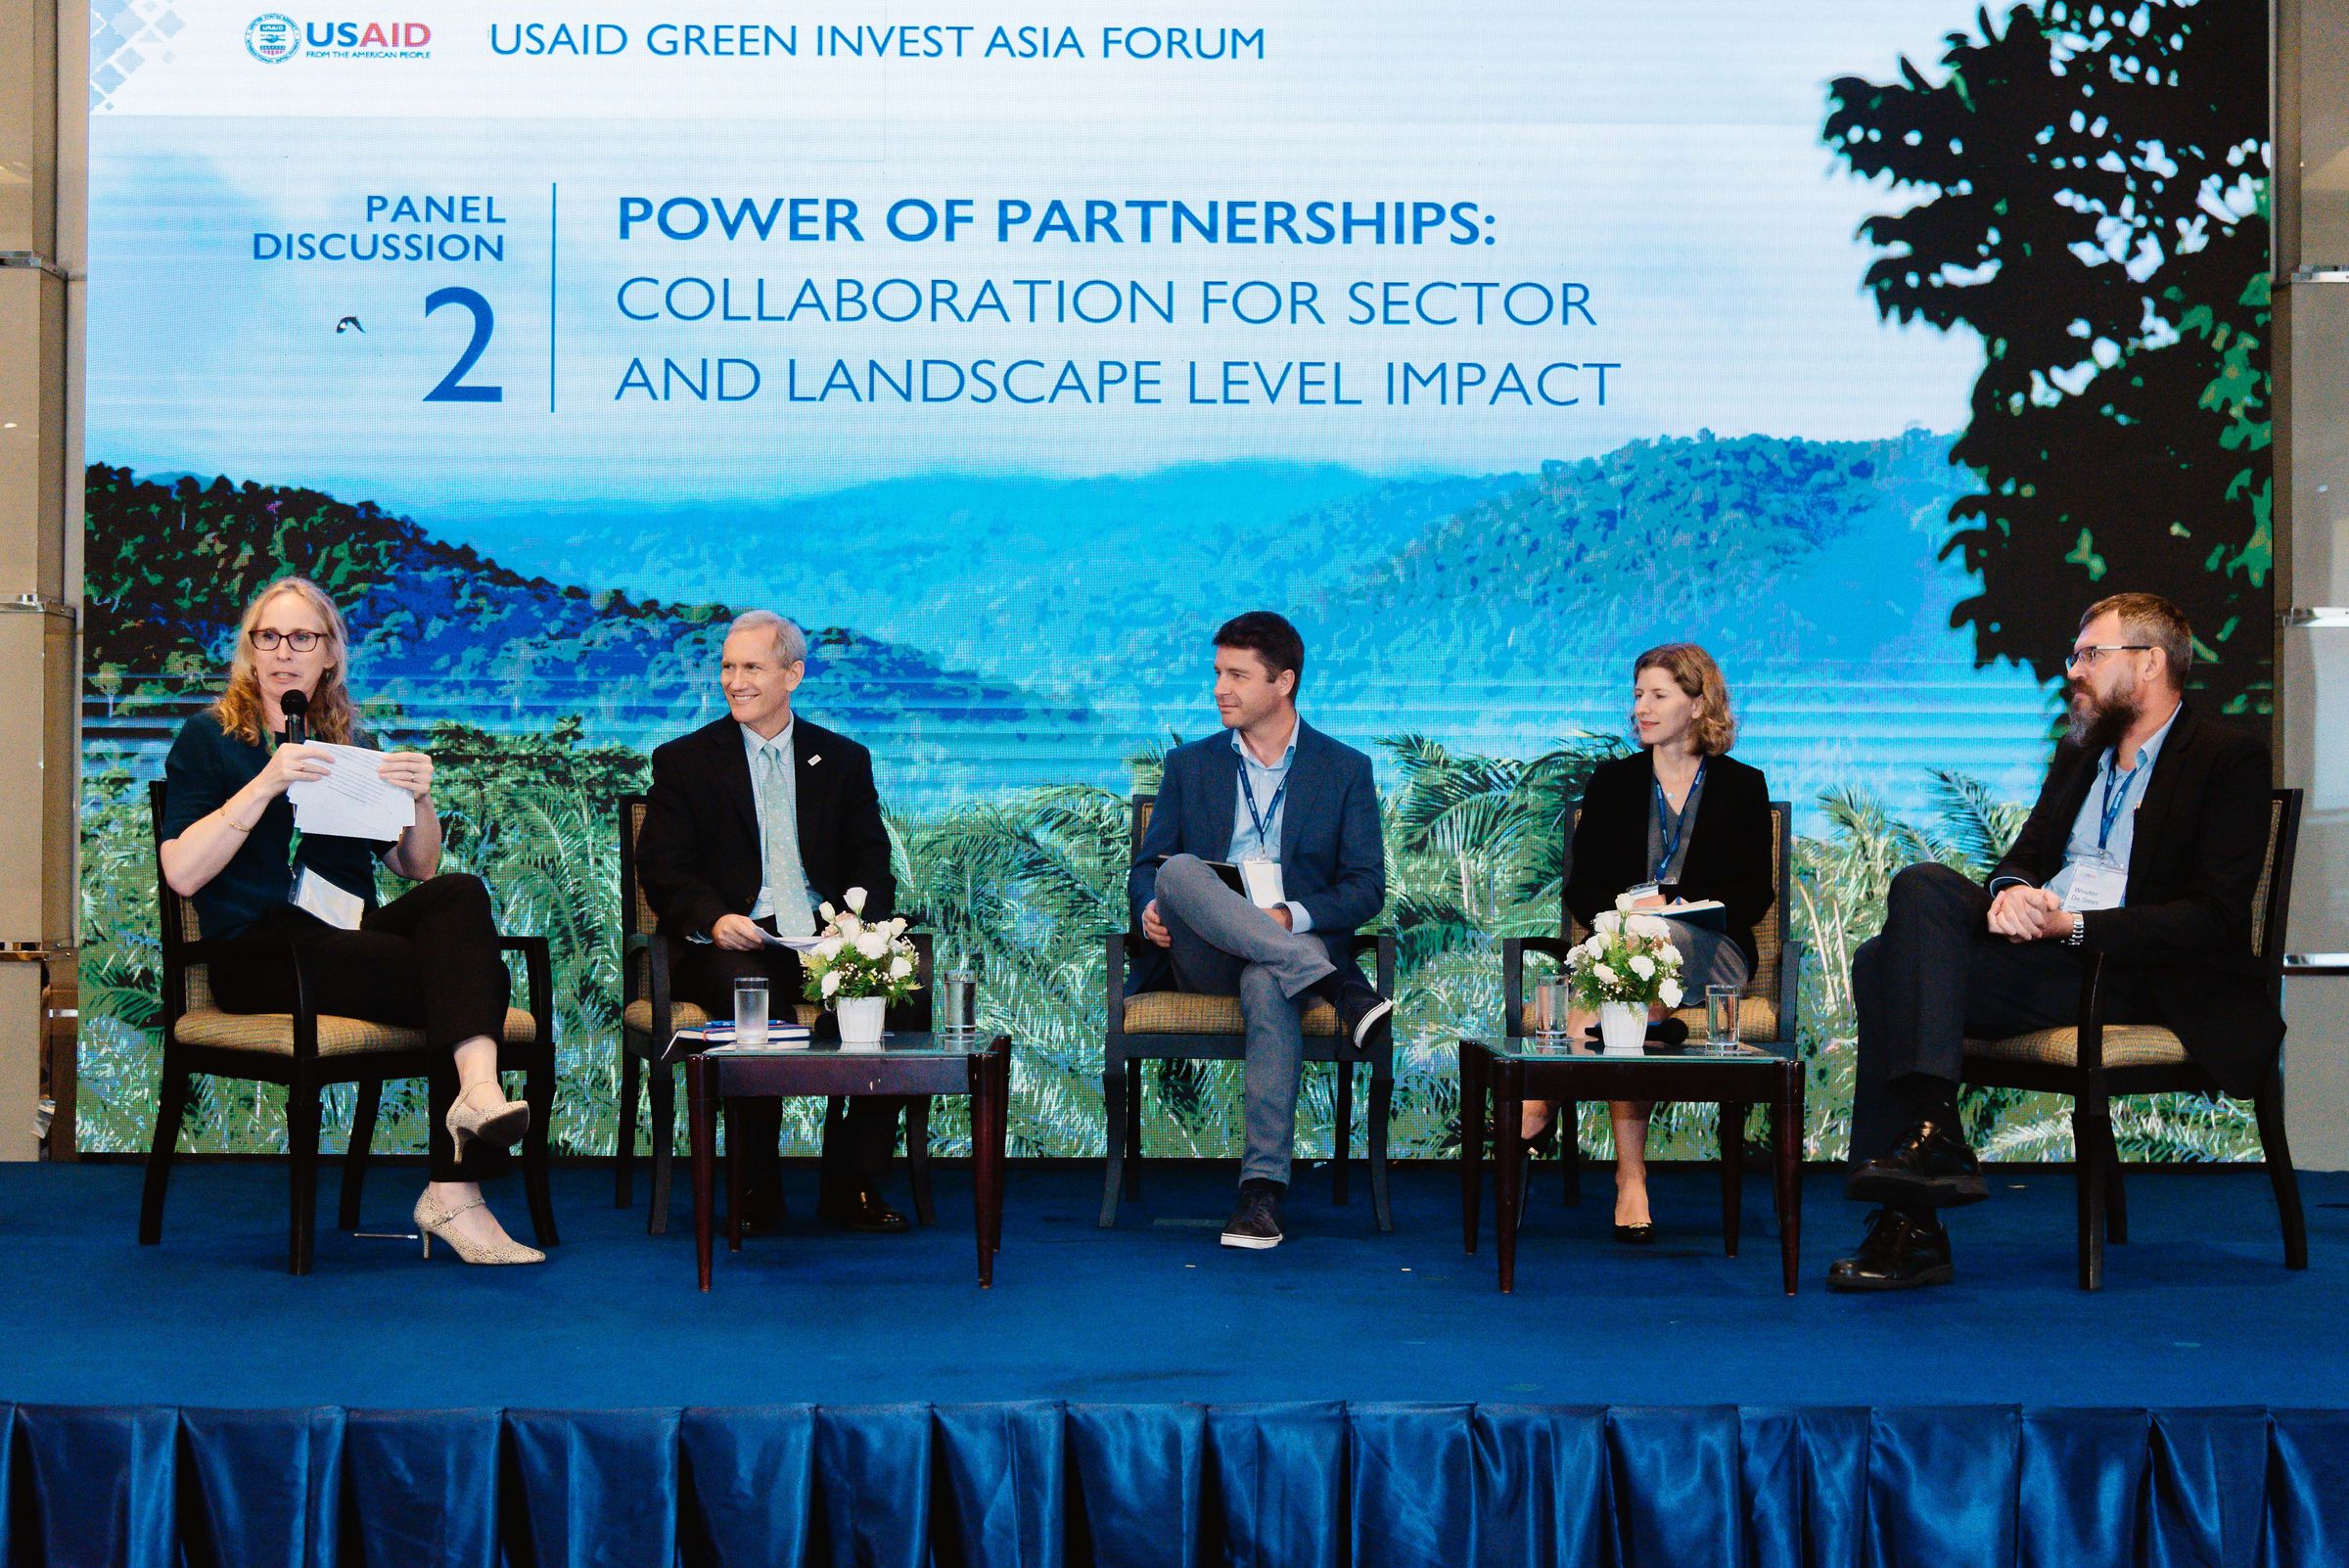 USAID
FROM THE AMERICAN PEOPLE
USAID GREEN INVEST ASIA FORUM
PANEL
DISCUSSION
2
POWER OF PARTNERSHIPS:
COLLABORATION FOR SECTOR
AND LANDSCAPE LEVEL IMPACT
Wouter